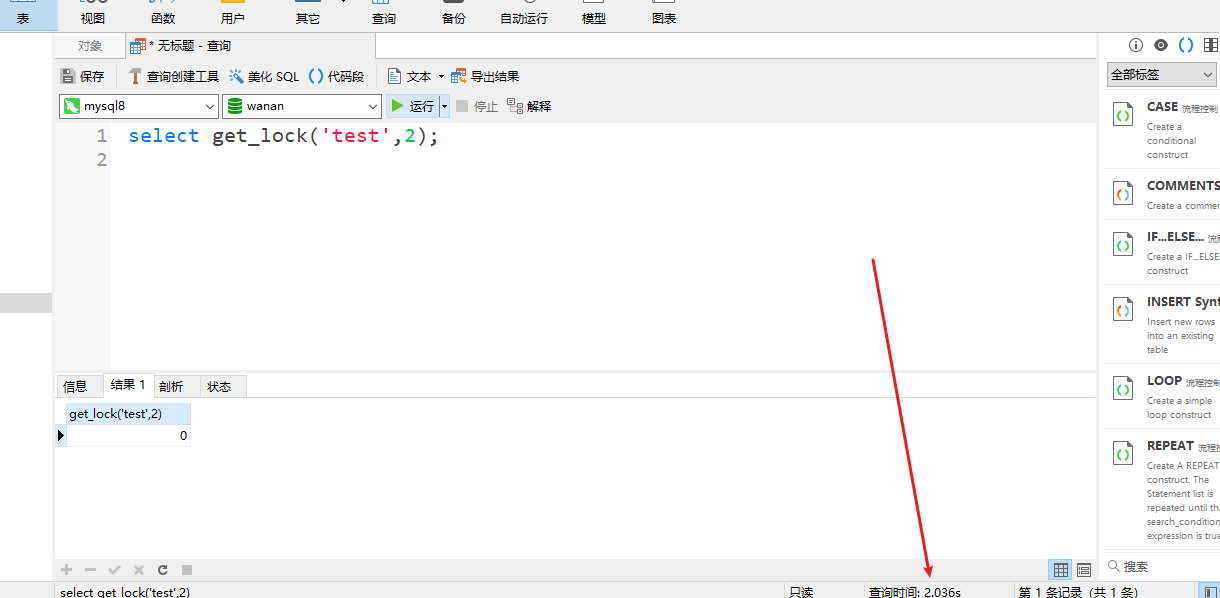 表 视图 函数 用户 其它 查询 备份 自动运行 模型 图表
对象 * 无标题 - 查询
保存 查询创建工具 美化 SQL 代码段 文本 导出结果
mysql8 wanan 运行 停止 解释
1 select get_lock('test',2);
2
信息 结果 1 剖析 状态
get_lock('test',2)
0
select get_lock('test',2)
只读
查询时间: 2.036s
第 1 条记录 (共 1 条)
全部标签
CASE 流程控制
Create a
conditional
construct
COMMENTS
Create a commen
IF...ELSE... 流程
Create a IF...ELSE
construct
INSERT Synt
Insert new rows
into an existing
table
LOOP 流程控制
Create a simple
loop construct
REPEAT 流程控
Create A REPEAT
construct. The
Statement list is
repeated until the
search_condition
expression is true
搜索